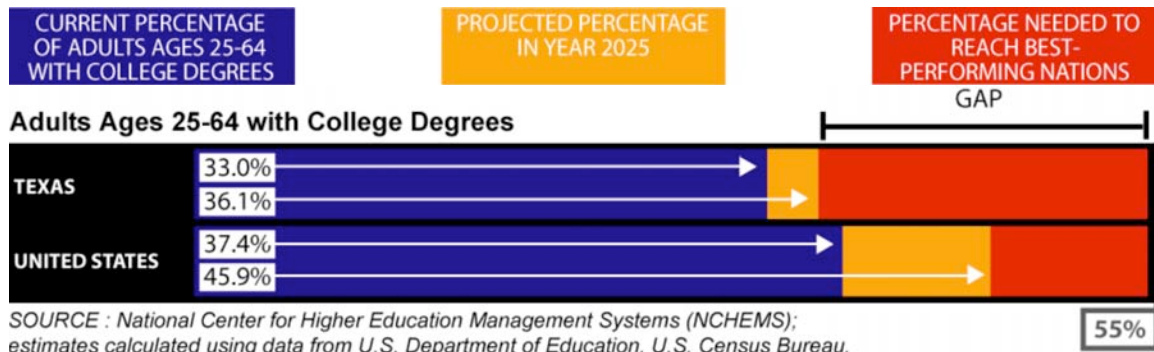 CURRENT PERCENTAGE
OF ADULTS AGES 25-64
WITH COLLEGE DEGREES
PROJECTED PERCENTAGE
IN YEAR 2025
PERCENTAGE NEEDED TO
REACH BEST-
PERFORMING NATIONS
GAP
Adults Ages 25-64 with College Degrees
TEXAS
33.0%
36.1%
UNITED STATES
37.4%
45.9%
SOURCE : National Center for Higher Education Management Systems (NCHEMS);
estimates calculated using data from U.S. Department of Education, U.S. Census Bureau.
55%